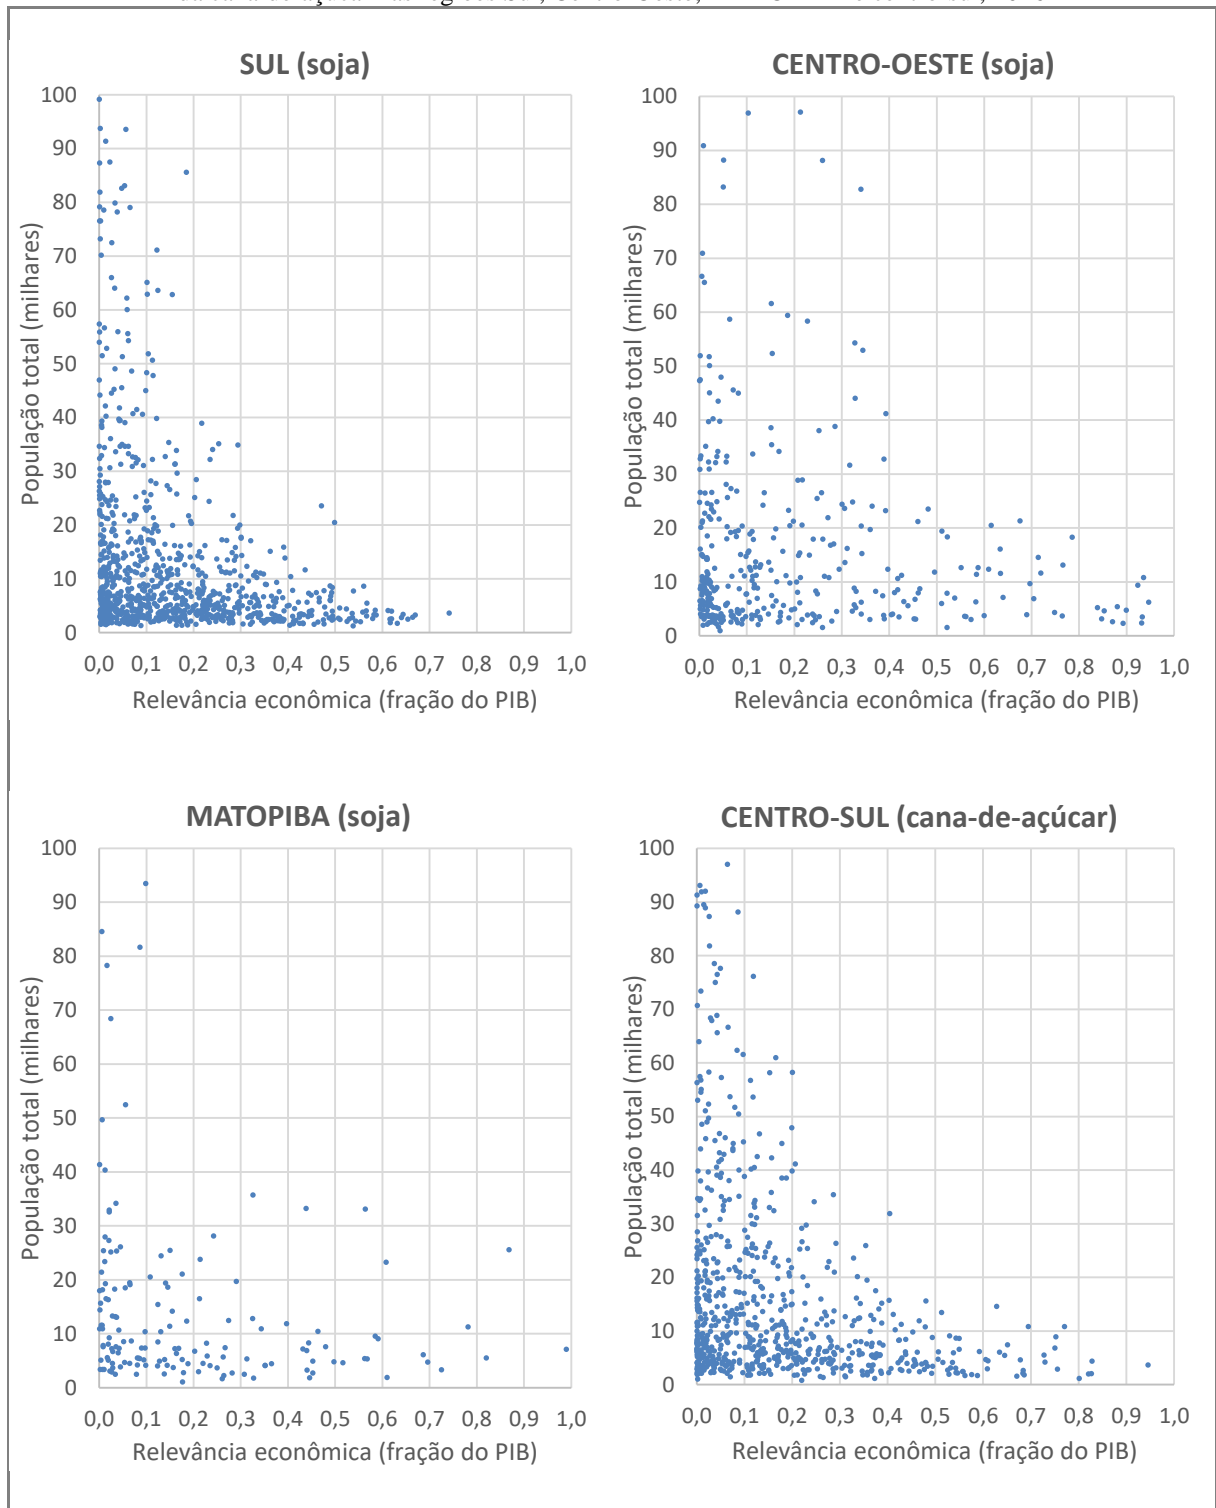 SUL (soja)
100
90
80
70
60
50
40
30
20
10
0
População total (milhares)
0,0 0,1 0,2 0,3 0,4 0,5 0,6 0,7 0,8 0,9 1,0
Relevância econômica (fração do PIB)
CENTRO-OESTE (soja)
100
90
80
70
60
50
40
30
20
10
0
População total (milhares)
0,0 0,1 0,2 0,3 0,4 0,5 0,6 0,7 0,8 0,9 1,0
Relevância econômica (fração do PIB)
MATOPIBA (soja)
100
90
80
70
60
50
40
30
20
10
0
População total (milhares)
0,0 0,1 0,2 0,3 0,4 0,5 0,6 0,7 0,8 0,9 1,0
Relevância econômica (fração do PIB)
CENTRO-SUL (cana-de-açúcar)
100
90
80
70
60
50
40
30
20
10
0
População total (milhares)
0,0 0,1 0,2 0,3 0,4 0,5 0,6 0,7 0,8 0,9 1,0
Relevância econômica (fração do PIB)